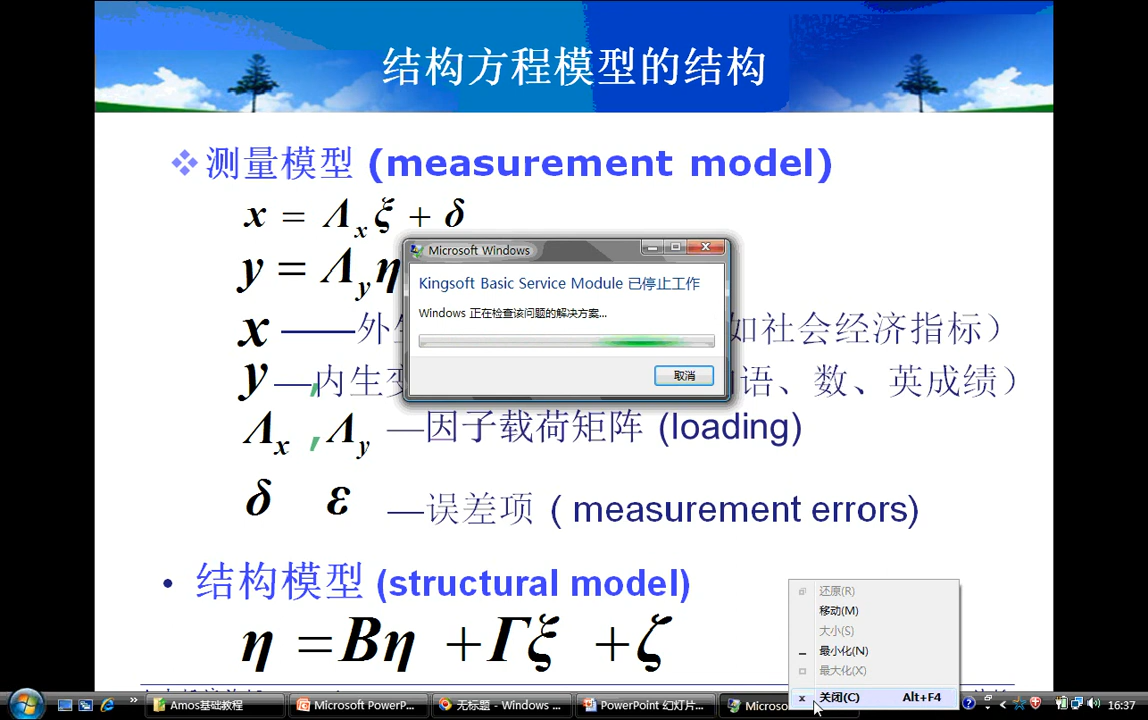 结构方程模型的结构
测量模型 (measurement model)
x = Λx ξ + δ
y = Λy η
x ——外生
如社会经济指标）
y —内生变
语、数、英成绩）
Λx , Λy —因子载荷矩阵 (loading)
δ ε —误差项 ( measurement errors)
• 结构模型 (structural model)
η =Bη +Γξ +ζ
Microsoft Windows
Kingsoft Basic Service Module 已停止工作
Windows 正在检查该问题的解决方案...
取消
还原(R)
移动(M)
大小(S)
最小化(N)
最大化(X)
关闭(C) Alt+F4
Amos基础教程
Microsoft PowerP...
无标题 - Windows ...
PowerPoint 幻灯片...
Microso
16:37